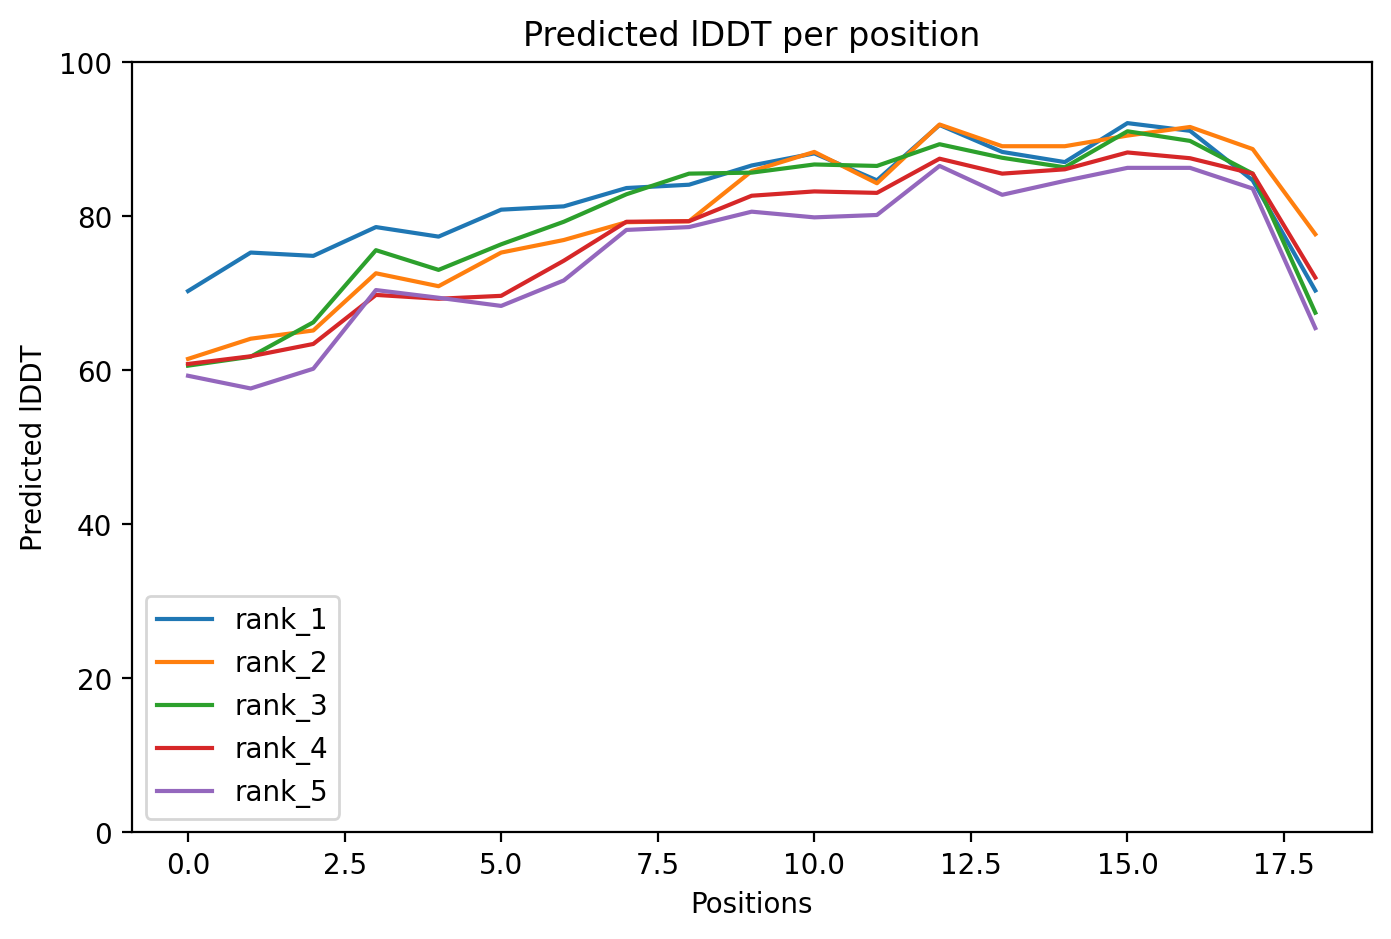 Predicted lDDT per position
100
80
60
40
20
0
Predicted lDDT
rank_1
rank_2
rank_3
rank_4
rank_5
0.0 2.5 5.0 7.5 10.0 12.5 15.0 17.5
Positions